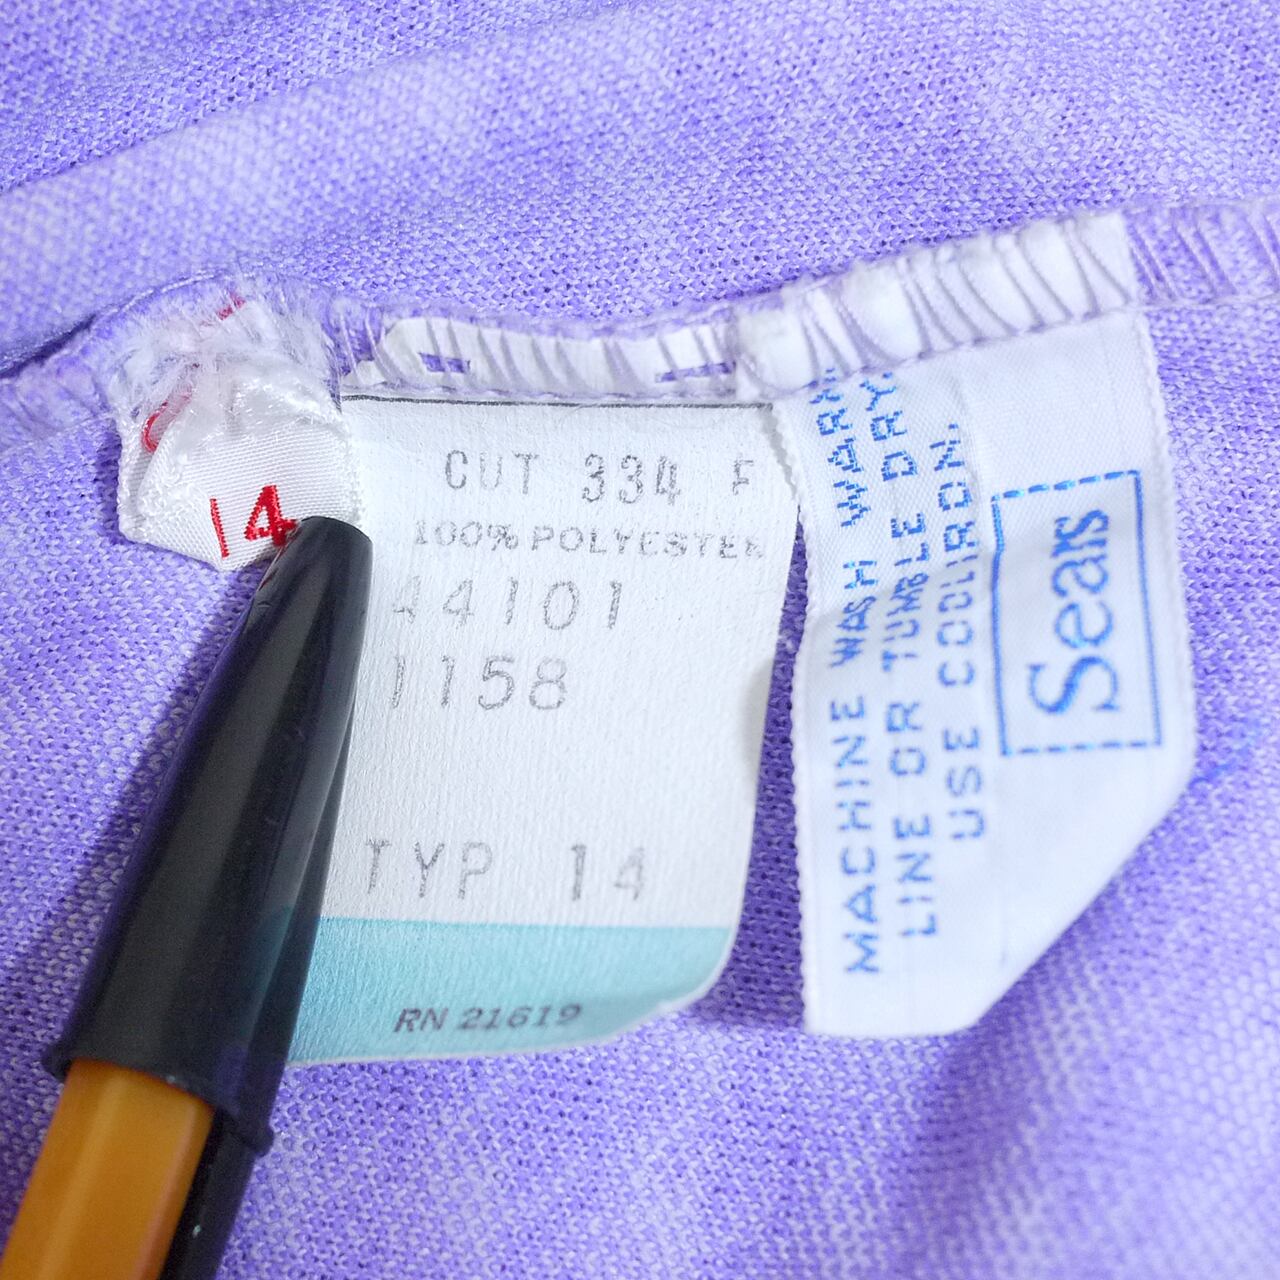 14
CUT 334 F
100% POLYESTER
44101
1158
TYP 14
RN 21619
MACHINE WASH WARM
LINE OR TUMBLE DRY
USE COOL IRON.
Sears